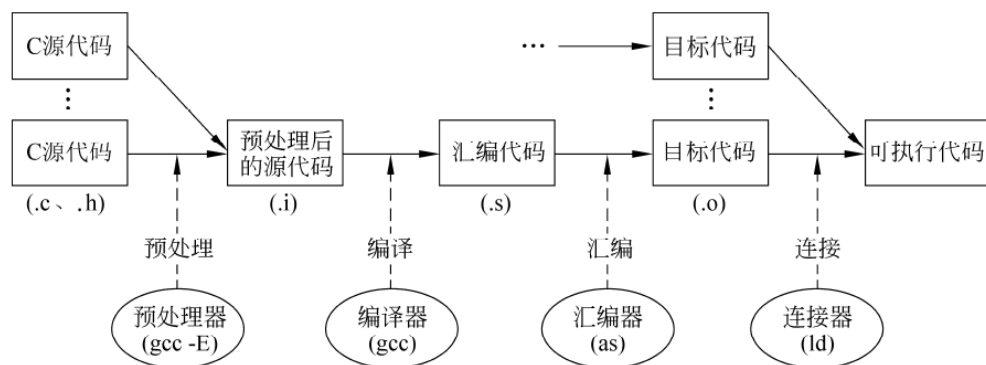 C源代码
…
目标代码
⋮
⋮
C源代码
预处理后
的源代码
汇编代码
目标代码
可执行代码
(.c、.h)
(.i)
(.s)
(.o)
预处理
编译
汇编
连接
预处理器
(gcc -E)
编译器
(gcc)
汇编器
(as)
连接器
(ld)